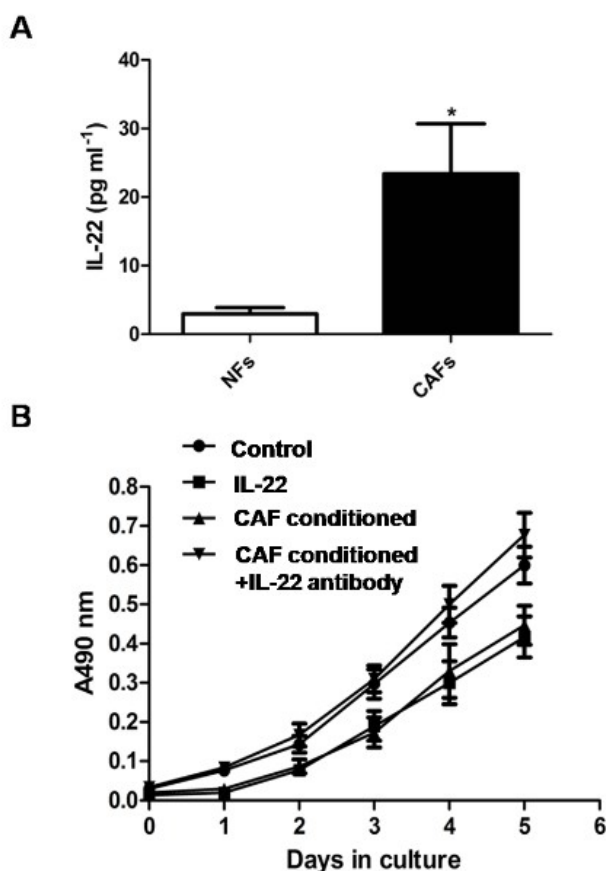 A
40
30
20
10
0
IL-22 (pg ml⁻¹)
*
NFs
CAFs
B
Control
IL-22
CAF conditioned
CAF conditioned
+IL-22 antibody
0.8
0.7
0.6
0.5
0.4
0.3
0.2
0.1
0.0
A490 nm
0 1 2 3 4 5 6
Days in culture